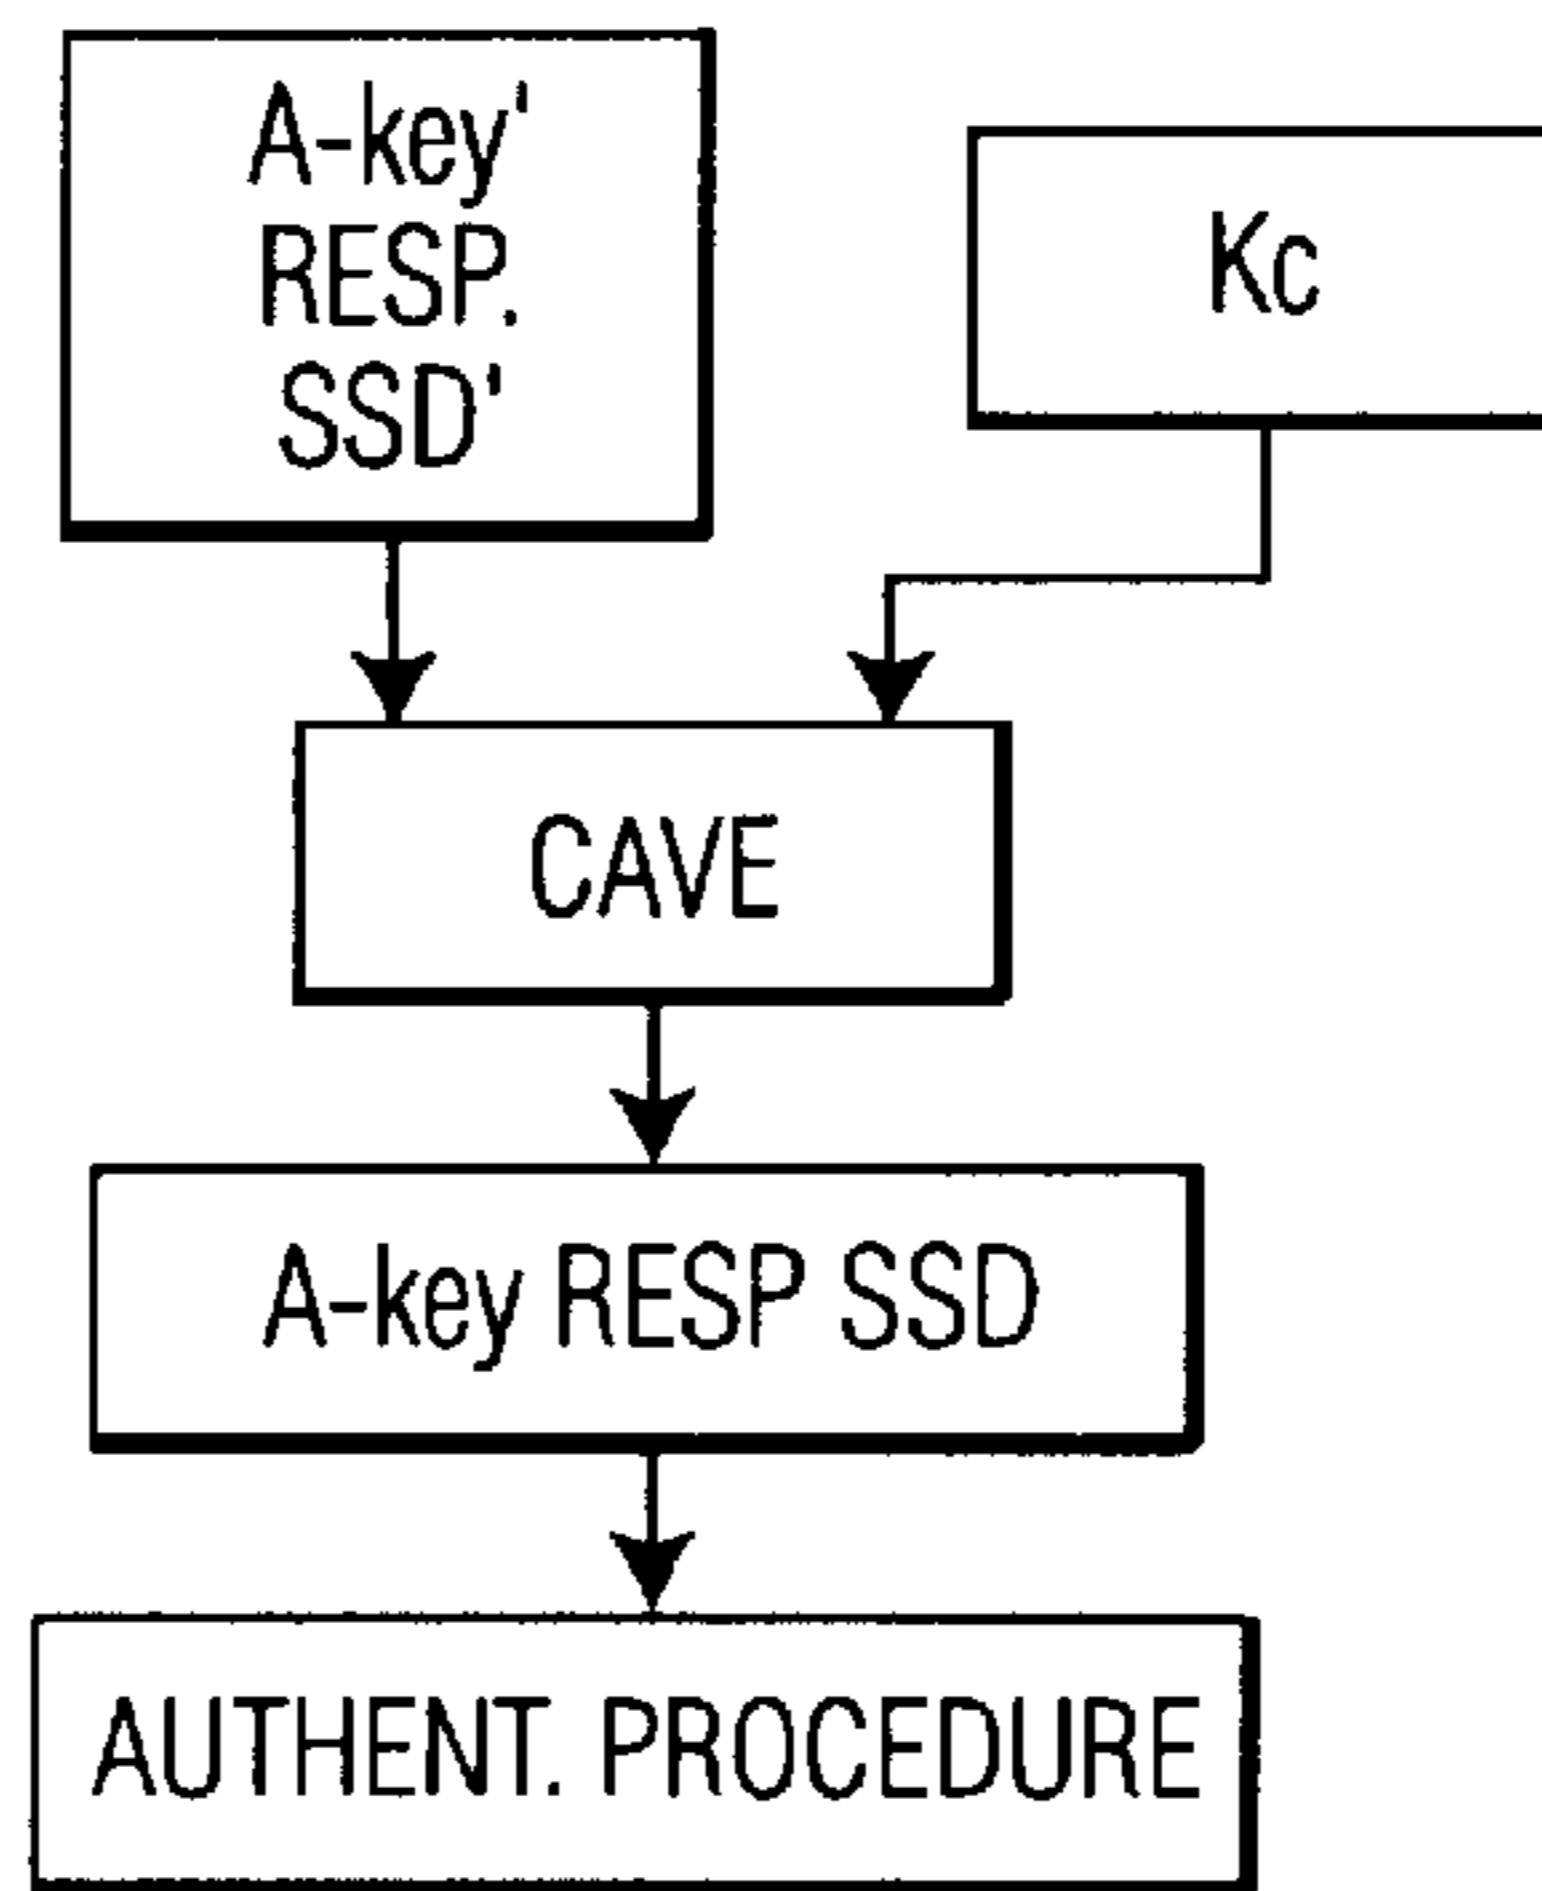 A-key'
RESP.
SSD'
Kc
CAVE
A-key RESP SSD
AUTHENT. PROCEDURE